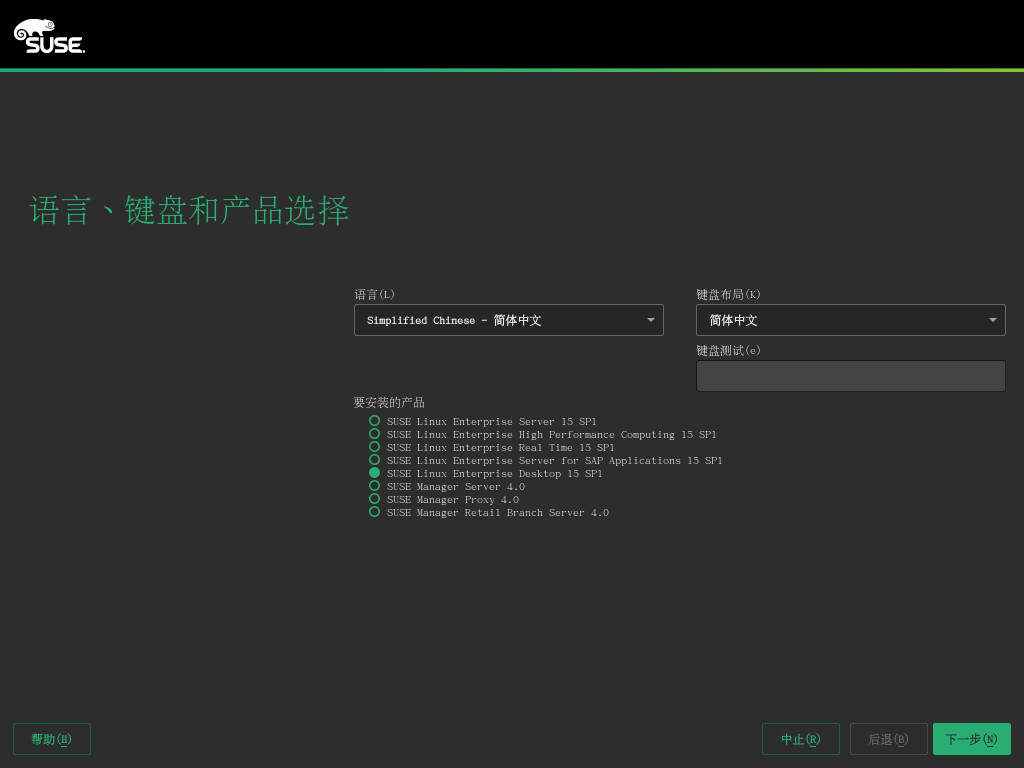 SUSE.
语言、键盘和产品选择
语言(L)
键盘布局(K)
Simplified Chinese - 简体中文
简体中文
键盘测试(e)
要安装的产品
SUSE Linux Enterprise Server 15 SP1
SUSE Linux Enterprise High Performance Computing 15 SP1
SUSE Linux Enterprise Real Time 15 SP1
SUSE Linux Enterprise Server for SAP Applications 15 SP1
SUSE Linux Enterprise Desktop 15 SP1
SUSE Manager Server 4.0
SUSE Manager Proxy 4.0
SUSE Manager Retail Branch Server 4.0
帮助(H)
中止(R)
后退(B)
下一步(N)